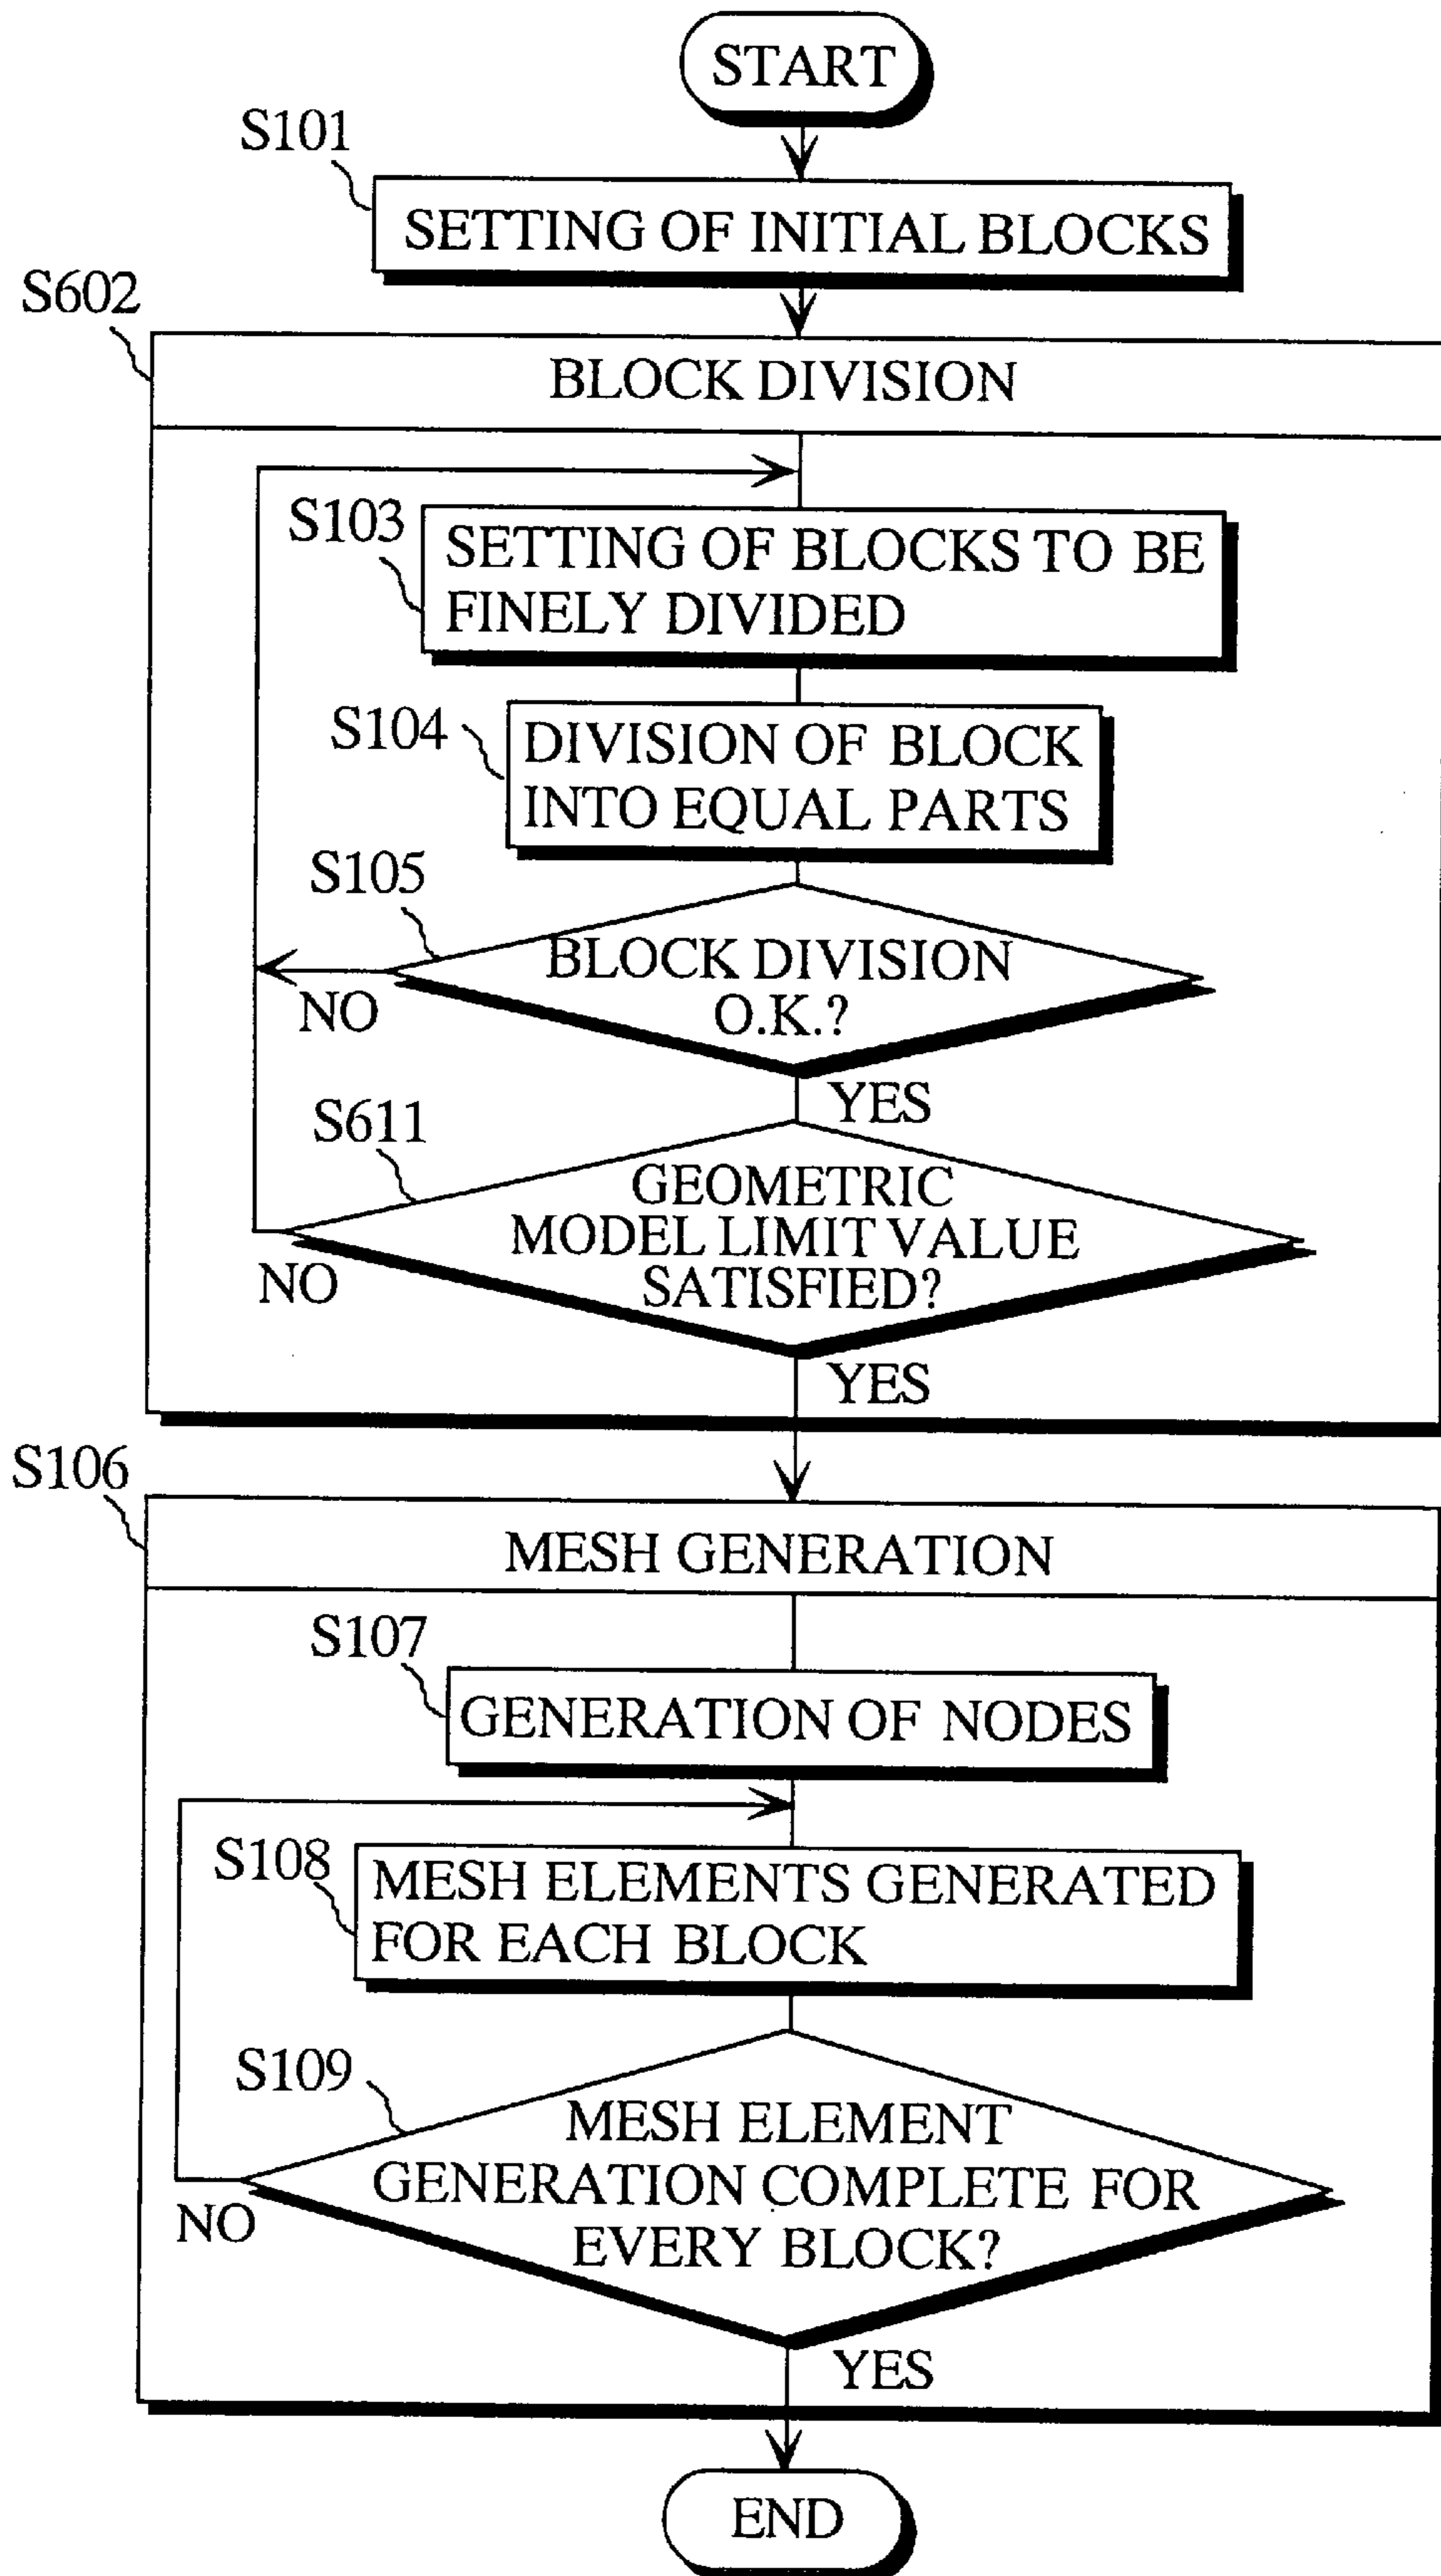 START
S101
SETTING OF INITIAL BLOCKS
S602
BLOCK DIVISION
S103
SETTING OF BLOCKS TO BE
FINELY DIVIDED
S104
DIVISION OF BLOCK
INTO EQUAL PARTS
S105
BLOCK DIVISION
O.K.?
NO
YES
S611
GEOMETRIC
MODEL LIMIT VALUE
SATISFIED?
NO
YES
S106
MESH GENERATION
S107
GENERATION OF NODES
S108
MESH ELEMENTS GENERATED
FOR EACH BLOCK
S109
MESH ELEMENT
GENERATION COMPLETE FOR
EVERY BLOCK?
NO
YES
END